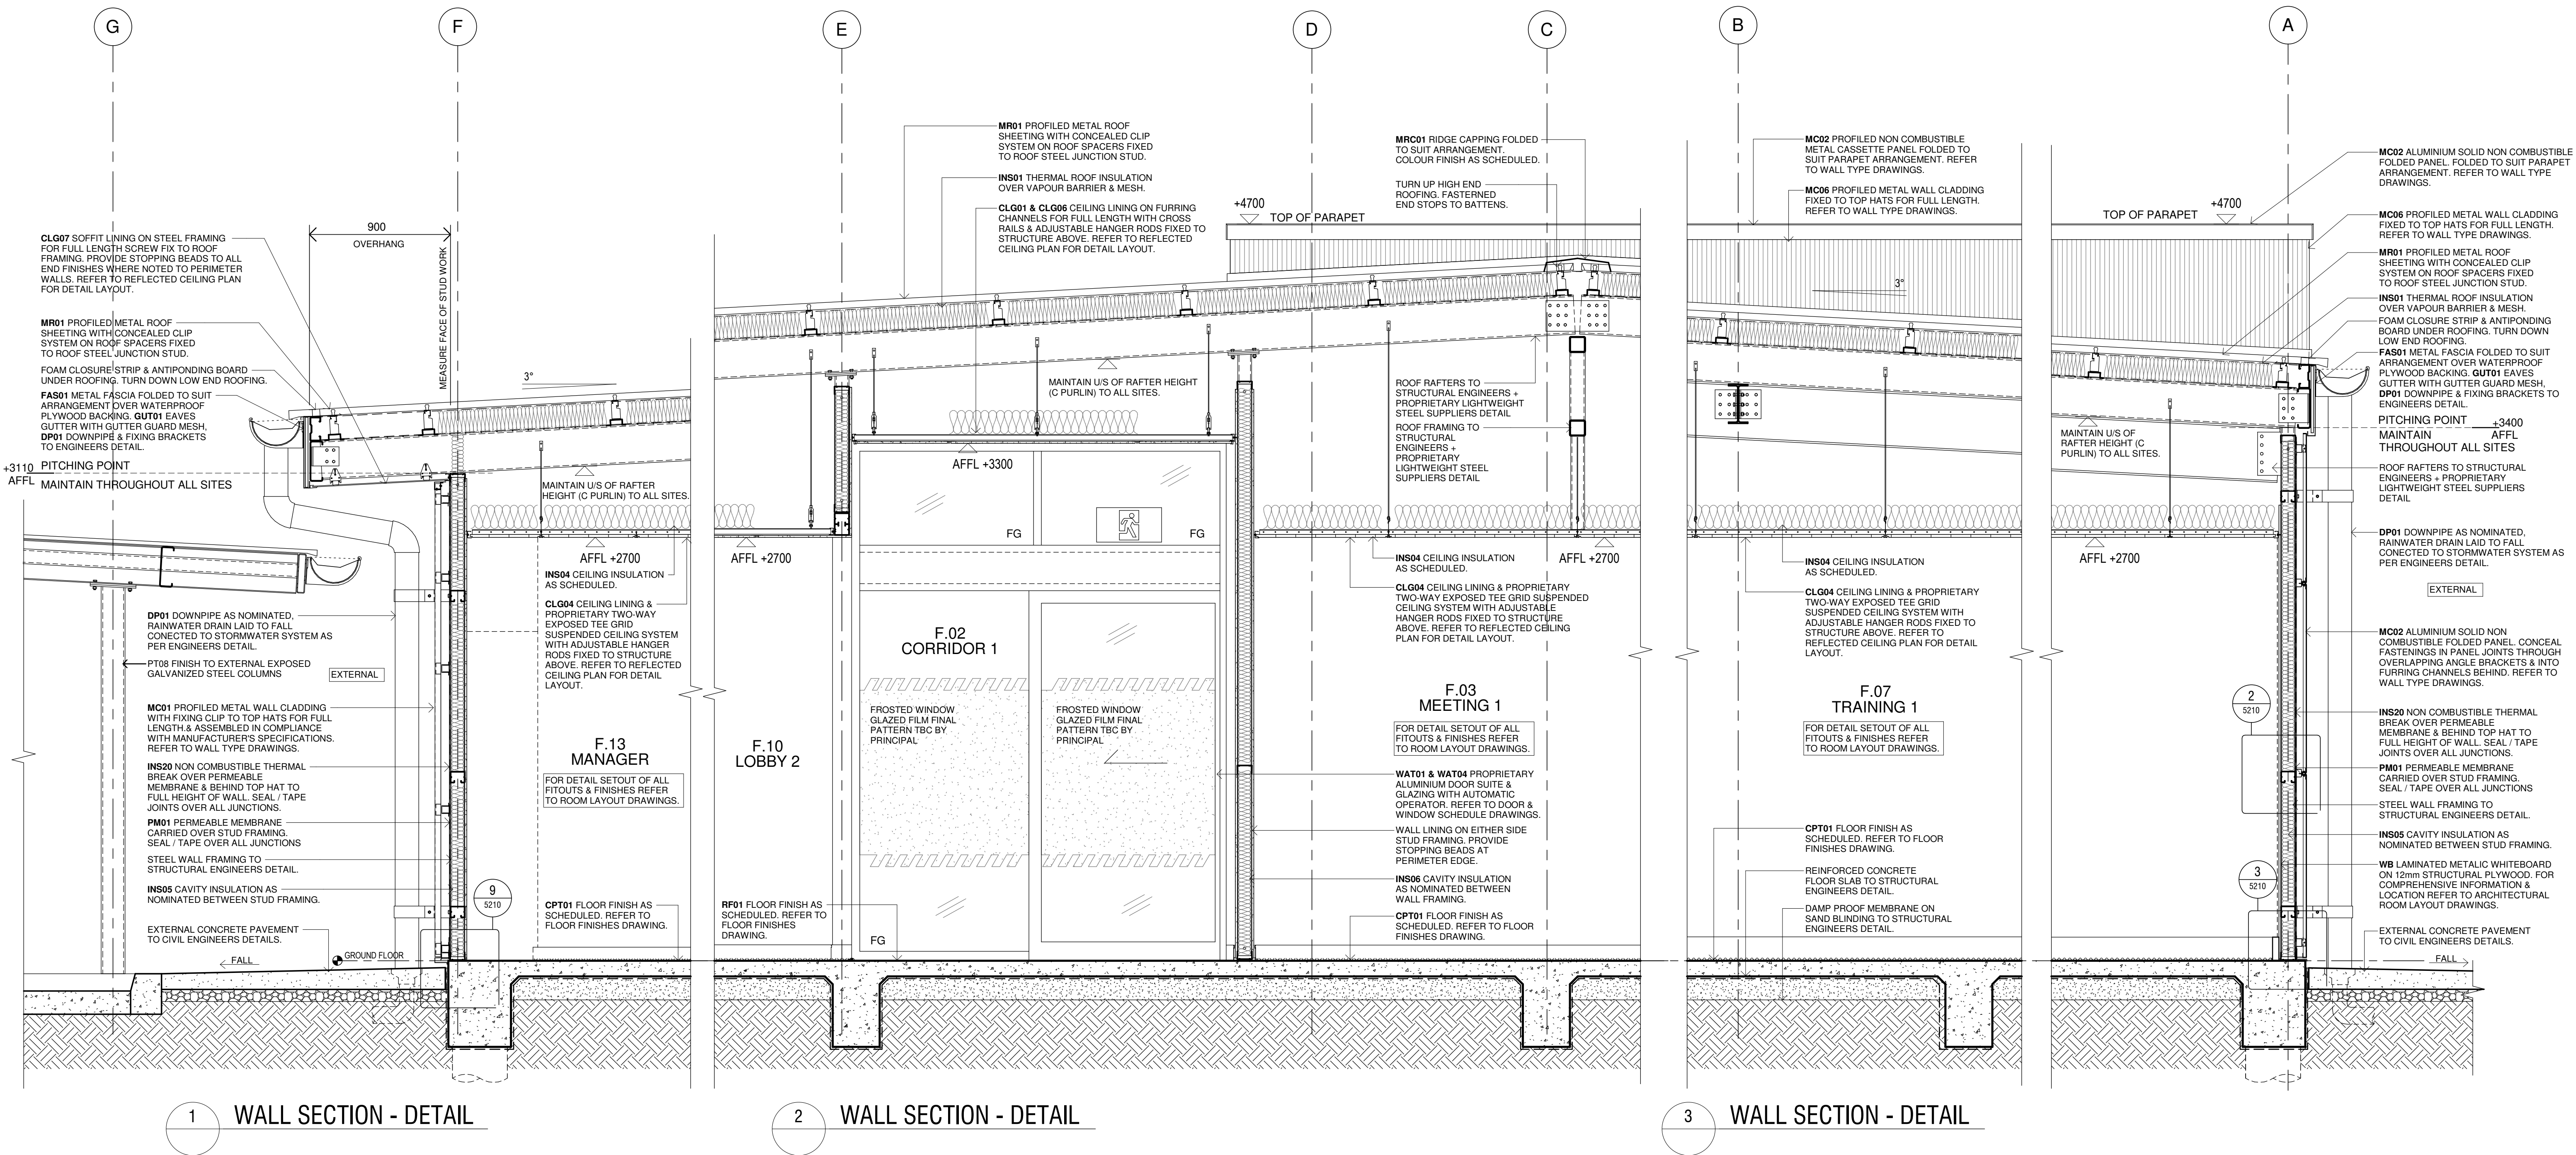 G
F
E
D
C
B
A
CLG07 SOFFIT LINING ON STEEL FRAMING
FOR FULL LENGTH SCREW FIX TO ROOF
FRAMING. PROVIDE STOPPING BEADS TO ALL
END FINISHES WHERE NOTED TO PERIMETER
WALLS. REFER TO REFLECTED CEILING PLAN
FOR DETAIL LAYOUT.
MR01 PROFILED METAL ROOF
SHEETING WITH CONCEALED CLIP
SYSTEM ON ROOF SPACERS FIXED
TO ROOF STEEL JUNCTION STUD.
FOAM CLOSURE STRIP & ANTIPONDING BOARD
UNDER ROOFING. TURN DOWN LOW END ROOFING.
FAS01 METAL FASCIA FOLDED TO SUIT
ARRANGEMENT OVER WATERPROOF
PLYWOOD BACKING. GUT01 EAVES
GUTTER WITH GUTTER GUARD MESH,
DP01 DOWNPIPE & FIXING BRACKETS
TO ENGINEERS DETAIL.
+3110 PITCHING POINT
AFFL MAINTAIN THROUGHOUT ALL SITES
900
OVERHANG
MEASURE FACE OF STUD WORK
3°
MAINTAIN U/S OF RAFTER
HEIGHT (C PURLIN) TO ALL SITES.
AFFL +2700
INS04 CEILING INSULATION
AS SCHEDULED.
CLG04 CEILING LINING &
PROPRIETARY TWO-WAY
EXPOSED TEE GRID
SUSPENDED CEILING SYSTEM
WITH ADJUSTABLE HANGER
RODS FIXED TO STRUCTURE
ABOVE. REFER TO REFLECTED
CEILING PLAN FOR DETAIL
LAYOUT.
F.13
MANAGER
FOR DETAIL SETOUT OF ALL
FITOUTS & FINISHES REFER
TO ROOM LAYOUT DRAWINGS.
CPT01 FLOOR FINISH AS
SCHEDULED. REFER TO
FLOOR FINISHES DRAWING.
DP01 DOWNPIPE AS NOMINATED,
RAINWATER DRAIN LAID TO FALL
CONECTED TO STORMWATER SYSTEM AS
PER ENGINEERS DETAIL.
PT08 FINISH TO EXTERNAL EXPOSED
GALVANIZED STEEL COLUMNS
EXTERNAL
MC01 PROFILED METAL WALL CLADDING
WITH FIXING CLIP TO TOP HATS FOR FULL
LENGTH.& ASSEMBLED IN COMPLIANCE
WITH MANUFACTURER'S SPECIFICATIONS.
REFER TO WALL TYPE DRAWINGS.
INS20 NON COMBUSTIBLE THERMAL
BREAK OVER PERMEABLE
MEMBRANE & BEHIND TOP HAT TO
FULL HEIGHT OF WALL. SEAL / TAPE
JOINTS OVER ALL JUNCTIONS.
PM01 PERMEABLE MEMBRANE
CARRIED OVER STUD FRAMING.
SEAL / TAPE OVER ALL JUNCTIONS
STEEL WALL FRAMING TO
STRUCTURAL ENGINEERS DETAIL.
INS05 CAVITY INSULATION AS
NOMINATED BETWEEN STUD FRAMING.
EXTERNAL CONCRETE PAVEMENT
TO CIVIL ENGINEERS DETAILS.
FALL
GROUND FLOOR
9
5210
1 WALL SECTION - DETAIL
MR01 PROFILED METAL ROOF
SHEETING WITH CONCEALED CLIP
SYSTEM ON ROOF SPACERS FIXED
TO ROOF STEEL JUNCTION STUD.
INS01 THERMAL ROOF INSULATION
OVER VAPOUR BARRIER & MESH.
CLG01 & CLG06 CEILING LINING ON FURRING
CHANNELS FOR FULL LENGTH WITH CROSS
RAILS & ADJUSTABLE HANGER RODS FIXED TO
STRUCTURE ABOVE. REFER TO REFLECTED
CEILING PLAN FOR DETAIL LAYOUT.
MAINTAIN U/S OF RAFTER HEIGHT
(C PURLIN) TO ALL SITES.
AFFL +3300
AFFL +2700
FG
FG
F.02
CORRIDOR 1
F.10
LOBBY 2
FROSTED WINDOW
GLAZED FILM FINAL
PATTERN TBC BY
PRINCIPAL
FROSTED WINDOW
GLAZED FILM FINAL
PATTERN TBC BY
PRINCIPAL
RF01 FLOOR FINISH AS
SCHEDULED. REFER TO
FLOOR FINISHES
DRAWING.
FG
+4700
TOP OF PARAPET
MRC01 RIDGE CAPPING FOLDED
TO SUIT ARRANGEMENT.
COLOUR FINISH AS SCHEDULED.
TURN UP HIGH END
ROOFING. FASTERNED
END STOPS TO BATTENS.
ROOF RAFTERS TO
STRUCTURAL ENGINEERS +
PROPRIETARY LIGHTWEIGHT
STEEL SUPPLIERS DETAIL
ROOF FRAMING TO
STRUCTURAL
ENGINEERS +
PROPRIETARY
LIGHTWEIGHT STEEL
SUPPLIERS DETAIL
INS04 CEILING INSULATION
AS SCHEDULED.
AFFL +2700
CLG04 CEILING LINING & PROPRIETARY
TWO-WAY EXPOSED TEE GRID SUSPENDED
CEILING SYSTEM WITH ADJUSTABLE
HANGER RODS FIXED TO STRUCTURE
ABOVE. REFER TO REFLECTED CEILING
PLAN FOR DETAIL LAYOUT.
F.03
MEETING 1
FOR DETAIL SETOUT OF ALL
FITOUTS & FINISHES REFER
TO ROOM LAYOUT DRAWINGS.
WAT01 & WAT04 PROPRIETARY
ALUMINIUM DOOR SUITE &
GLAZING WITH AUTOMATIC
OPERATOR. REFER TO DOOR &
WINDOW SCHEDULE DRAWINGS.
WALL LINING ON EITHER SIDE
STUD FRAMING. PROVIDE
STOPPING BEADS AT
PERIMETER EDGE.
INS06 CAVITY INSULATION
AS NOMINATED BETWEEN
WALL FRAMING.
CPT01 FLOOR FINISH AS
SCHEDULED. REFER TO FLOOR
FINISHES DRAWING.
2 WALL SECTION - DETAIL
MC02 PROFILED NON COMBUSTIBLE
METAL CASSETTE PANEL FOLDED TO
SUIT PARAPET ARRANGEMENT. REFER
TO WALL TYPE DRAWINGS.
MC06 PROFILED METAL WALL CLADDING
FIXED TO TOP HATS FOR FULL LENGTH.
REFER TO WALL TYPE DRAWINGS.
3°
INS04 CEILING INSULATION
AS SCHEDULED.
CLG04 CEILING LINING & PROPRIETARY
TWO-WAY EXPOSED TEE GRID
SUSPENDED CEILING SYSTEM WITH
ADJUSTABLE HANGER RODS FIXED TO
STRUCTURE ABOVE. REFER TO
REFLECTED CEILING PLAN FOR DETAIL
LAYOUT.
F.07
TRAINING 1
FOR DETAIL SETOUT OF ALL
FITOUTS & FINISHES REFER
TO ROOM LAYOUT DRAWINGS.
CPT01 FLOOR FINISH AS
SCHEDULED. REFER TO FLOOR
FINISHES DRAWING.
REINFORCED CONCRETE
FLOOR SLAB TO STRUCTURAL
ENGINEERS DETAIL.
DAMP PROOF MEMBRANE ON
SAND BLINDING TO STRUCTURAL
ENGINEERS DETAIL.
+4700
TOP OF PARAPET
MAINTAIN U/S OF
RAFTER HEIGHT (C
PURLIN) TO ALL SITES.
AFFL +2700
2
5210
3
5210
MC02 ALUMINIUM SOLID NON COMBUSTIBLE
FOLDED PANEL. FOLDED TO SUIT PARAPET
ARRANGEMENT. REFER TO WALL TYPE
DRAWINGS.
MC06 PROFILED METAL WALL CLADDING
FIXED TO TOP HATS FOR FULL LENGTH.
REFER TO WALL TYPE DRAWINGS.
MR01 PROFILED METAL ROOF
SHEETING WITH CONCEALED CLIP
SYSTEM ON ROOF SPACERS FIXED
TO ROOF STEEL JUNCTION STUD.
INS01 THERMAL ROOF INSULATION
OVER VAPOUR BARRIER & MESH.
FOAM CLOSURE STRIP & ANTIPONDING
BOARD UNDER ROOFING. TURN DOWN
LOW END ROOFING.
FAS01 METAL FASCIA FOLDED TO SUIT
ARRANGEMENT OVER WATERPROOF
PLYWOOD BACKING. GUT01 EAVES
GUTTER WITH GUTTER GUARD MESH,
DP01 DOWNPIPE & FIXING BRACKETS TO
ENGINEERS DETAIL.
PITCHING POINT +3400
MAINTAIN AFFL
THROUGHOUT ALL SITES
ROOF RAFTERS TO STRUCTURAL
ENGINEERS + PROPRIETARY
LIGHTWEIGHT STEEL SUPPLIERS
DETAIL
DP01 DOWNPIPE AS NOMINATED,
RAINWATER DRAIN LAID TO FALL
CONECTED TO STORMWATER SYSTEM AS
PER ENGINEERS DETAIL.
EXTERNAL
MC02 ALUMINIUM SOLID NON
COMBUSTIBLE FOLDED PANEL. CONCEAL
FASTENINGS IN PANEL JOINTS THROUGH
OVERLAPPING ANGLE BRACKETS & INTO
FURRING CHANNELS BEHIND. REFER TO
WALL TYPE DRAWINGS.
INS20 NON COMBUSTIBLE THERMAL
BREAK OVER PERMEABLE
MEMBRANE & BEHIND TOP HAT TO
FULL HEIGHT OF WALL. SEAL / TAPE
JOINTS OVER ALL JUNCTIONS.
PM01 PERMEABLE MEMBRANE
CARRIED OVER STUD FRAMING.
SEAL / TAPE OVER ALL JUNCTIONS
STEEL WALL FRAMING TO
STRUCTURAL ENGINEERS DETAIL.
INS05 CAVITY INSULATION AS
NOMINATED BETWEEN STUD FRAMING.
WB LAMINATED METALIC WHITEBOARD
ON 12mm STRUCTURAL PLYWOOD. FOR
COMPREHENSIVE INFORMATION &
LOCATION REFER TO ARCHITECTURAL
ROOM LAYOUT DRAWINGS.
EXTERNAL CONCRETE PAVEMENT
TO CIVIL ENGINEERS DETAILS.
FALL
3 WALL SECTION - DETAIL